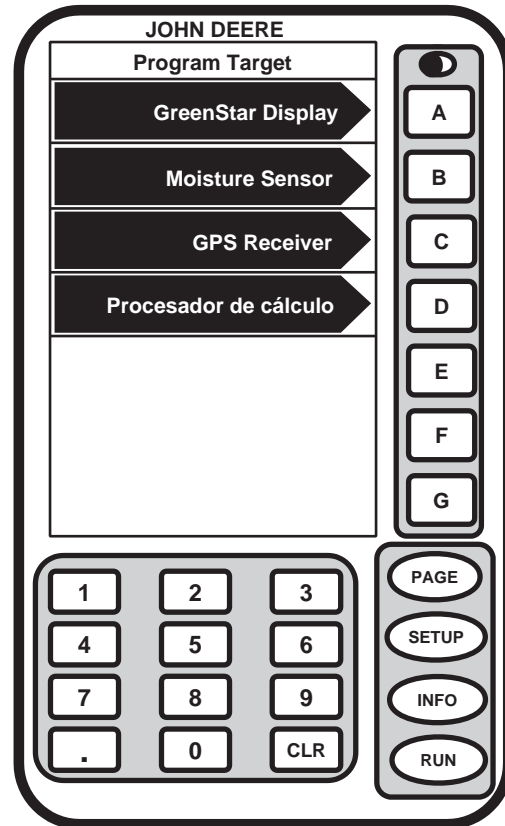 JOHN DEERE
Program Target
GreenStar Display
Moisture Sensor
GPS Receiver
Procesador de cálculo
A
B
C
D
E
F
G
1 2 3
4 5 6
7 8 9
. 0 CLR
PAGE
SETUP
INFO
RUN